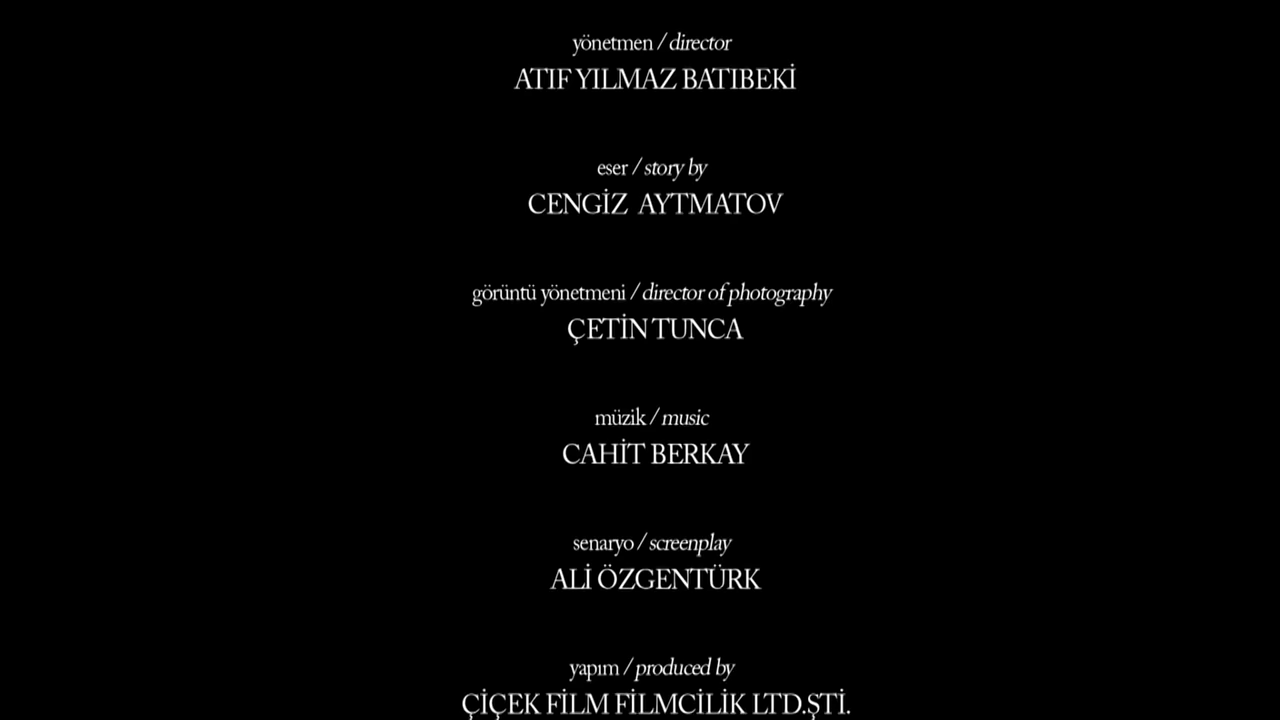 yönetmen / director
ATIF YILMAZ BATIBEKİ
eser / story by
CENGİZ AYTMATOV
görüntü yönetmeni / director of photography
ÇETİN TUNCA
müzik / music
CAHİT BERKAY
senaryo / screenplay
ALİ ÖZGENTÜRK
yapım / produced by
ÇİÇEK FİLM FİLMCİLİK LTD.ŞTİ.